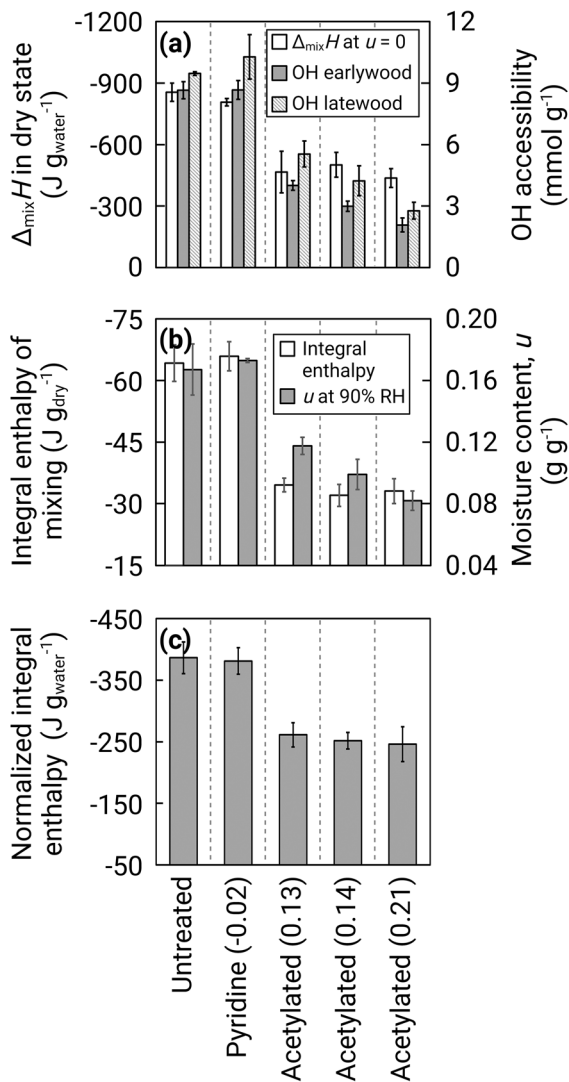 -1200
-900
-600
-300
0
ΔmixH in dry state
(J gwater⁻¹)
(a)
ΔmixH at u = 0
OH earlywood
OH latewood
12
9
6
3
0
OH accessibility
(mmol g⁻¹)
-75
-60
-45
-30
-15
Integral enthalpy of
mixing (J gdry⁻¹)
(b)
Integral
enthalpy
u at 90% RH
0.20
0.16
0.12
0.08
0.04
Moisture content, u
(g g⁻¹)
-450
-350
-250
-150
-50
Normalized integral
enthalpy (J gwater⁻¹)
(c)
Untreated
Pyridine (-0.02)
Acetylated (0.13)
Acetylated (0.14)
Acetylated (0.21)